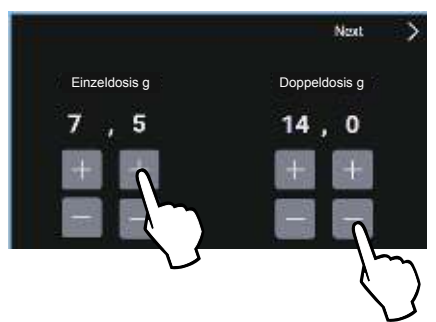 Next
Einzeldosis g Doppeldosis g
7 , 5 14 , 0
+ + + +
− − − −